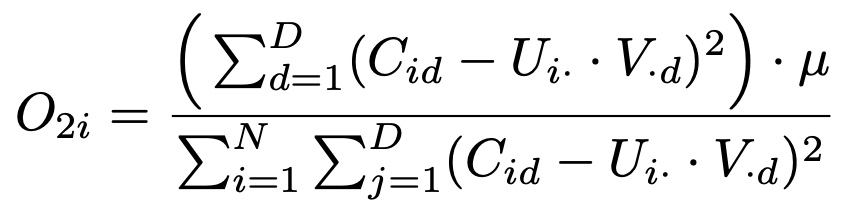 $O_{2i} = \frac{\left( \sum_{d=1}^{D} (C_{id} - U_{i\cdot} \cdot V_{\cdot d})^2 \right) \cdot \mu}{\sum_{i=1}^{N} \sum_{j=1}^{D} (C_{id} - U_{i\cdot} \cdot V_{\cdot d})^2}$